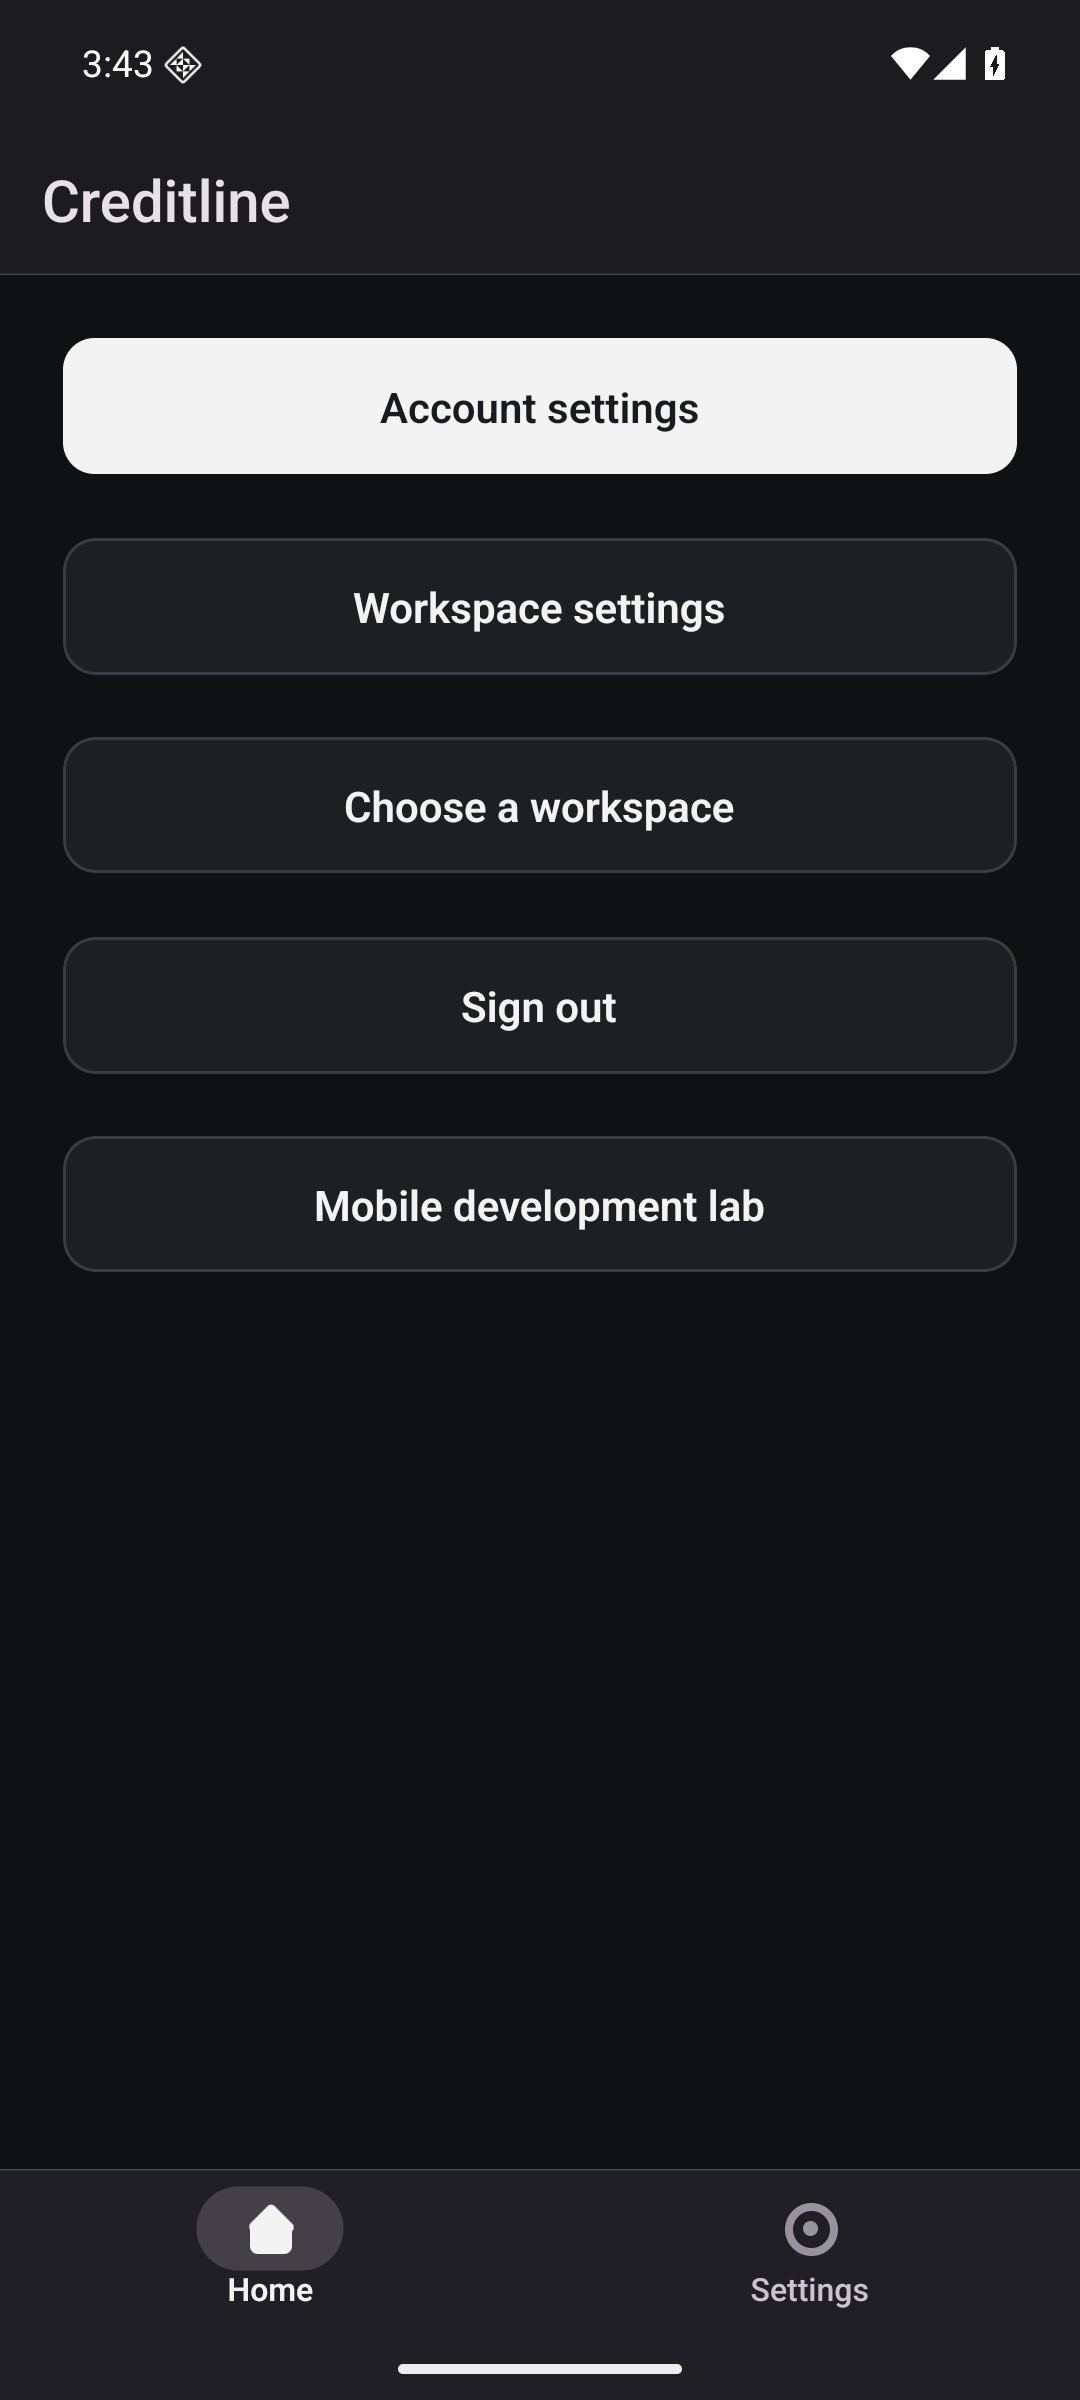 3:43
Creditline
Account settings
Workspace settings
Choose a workspace
Sign out
Mobile development lab
Home
Settings